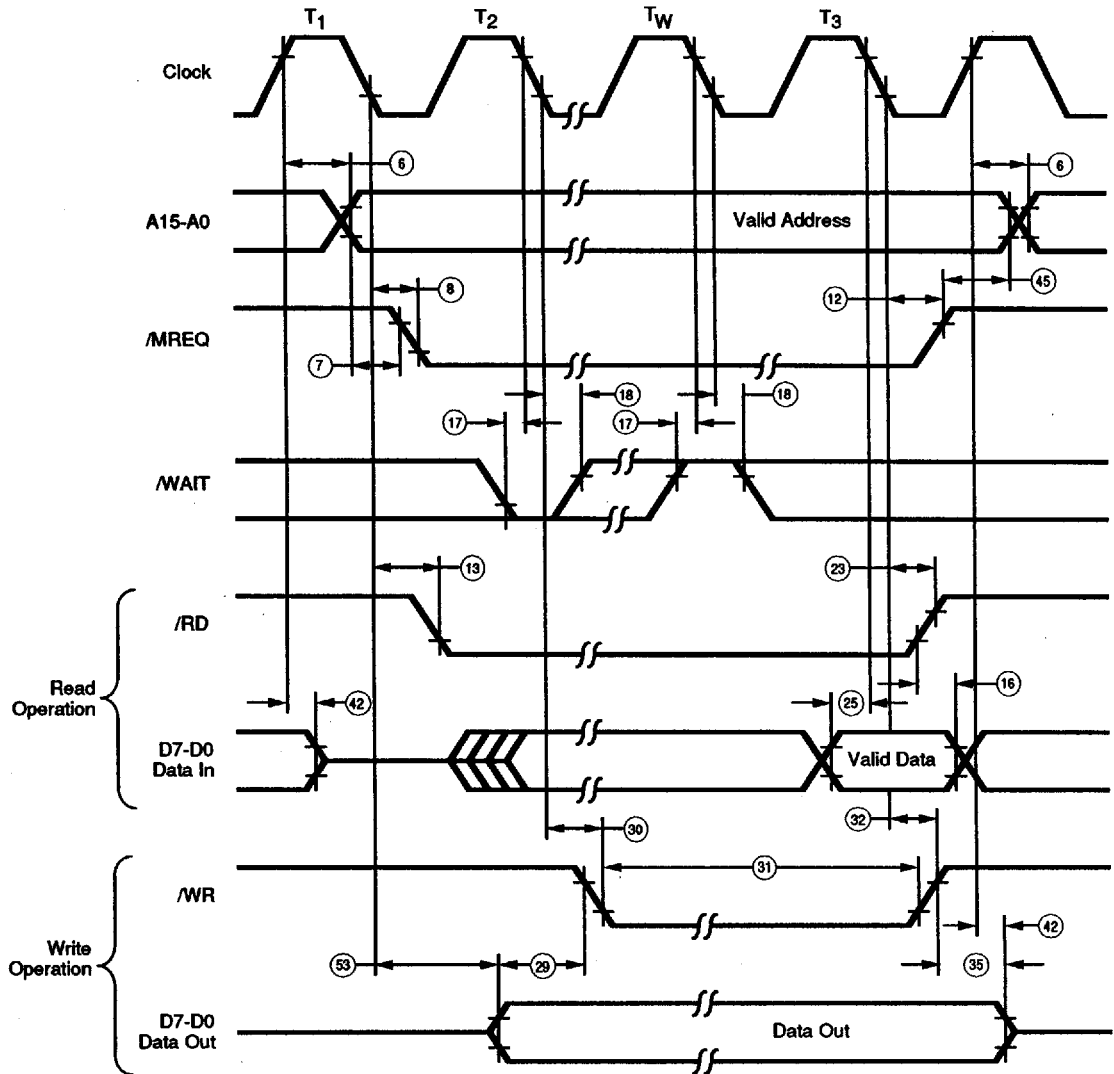 T1 T2 TW T3
Clock
6 6
A15-A0 Valid Address
8 12 45
/MREQ
7
18 18
17 17
/WAIT
13 23
/RD
Read
Operation
42 25 16
D7-D0
Data In
Valid Data
30 32
31
/WR
42
Write
Operation
53 29 35
D7-D0
Data Out
Data Out